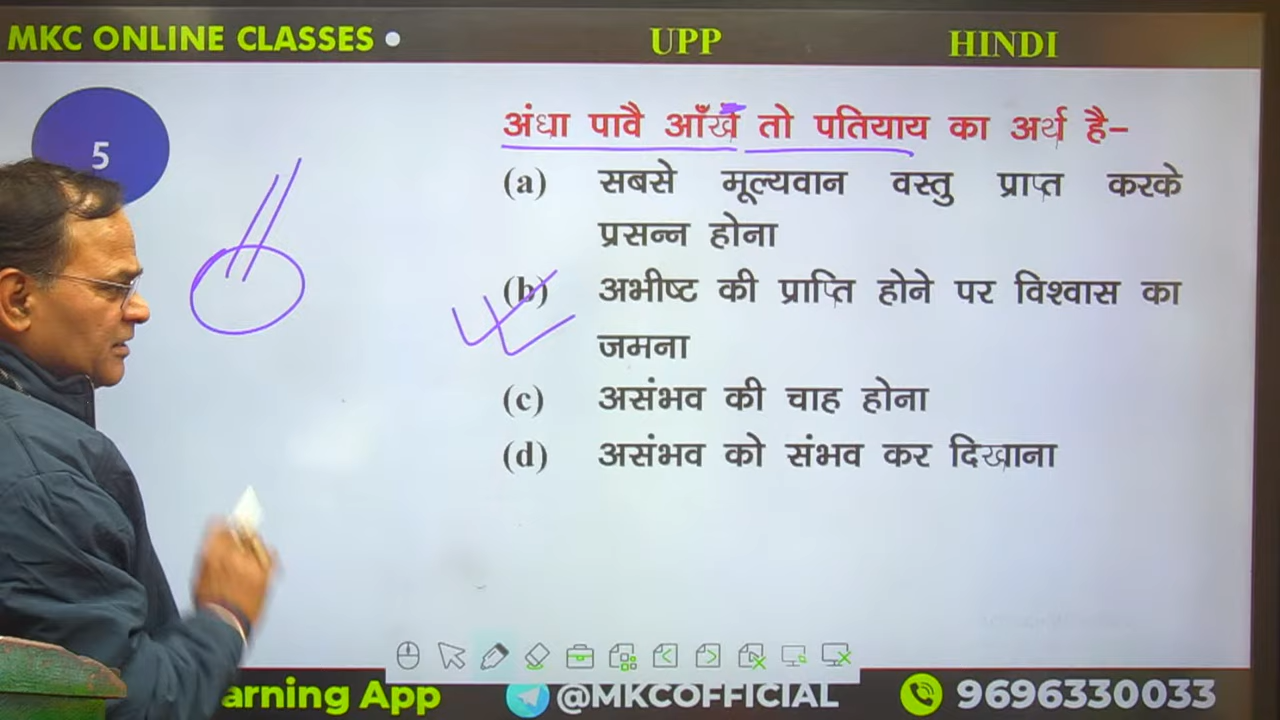 MKC ONLINE CLASSES
UPP
HINDI
5
अंधा पावै आँखें तो पतियाय का अर्थ है–
(a) सबसे मूल्यवान वस्तु प्राप्त करके
प्रसन्न होना
(b) अभीष्ट की प्राप्ति होने पर विश्वास का
जमना
(c) असंभव की चाह होना
(d) असंभव को संभव कर दिखाना
App
@MKCOFFICIAL
9696330033